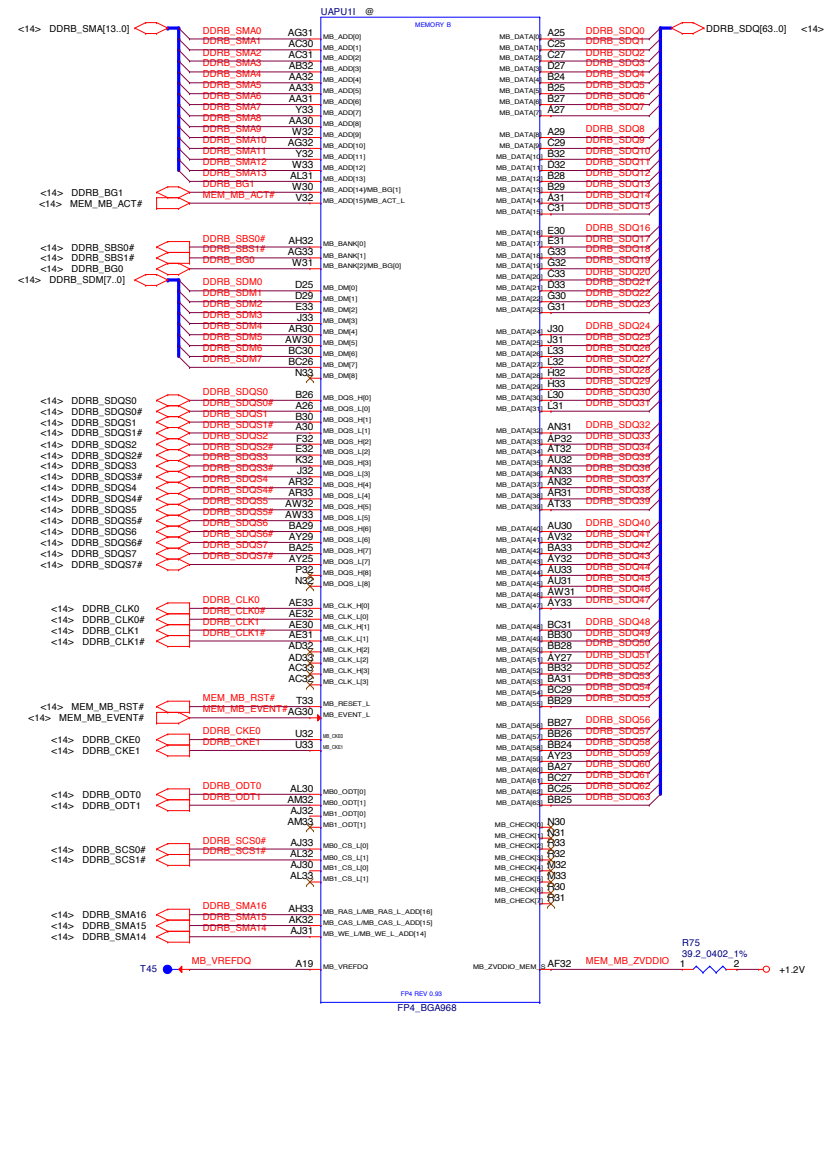 UAPU1I @
MEMORY B
<14> DDRB_SMA[13..0]
DDRB_SMA0 AG31 MB_ADD[0]
DDRB_SMA1 AC30 MB_ADD[1]
DDRB_SMA2 AC31 MB_ADD[2]
DDRB_SMA3 AB32 MB_ADD[3]
DDRB_SMA4 AA32 MB_ADD[4]
DDRB_SMA5 AA33 MB_ADD[5]
DDRB_SMA6 AA31 MB_ADD[6]
DDRB_SMA7 Y33 MB_ADD[7]
DDRB_SMA8 AA30 MB_ADD[8]
DDRB_SMA9 W32 MB_ADD[9]
DDRB_SMA10 AG32 MB_ADD[10]
DDRB_SMA11 Y32 MB_ADD[11]
DDRB_SMA12 W33 MB_ADD[12]
DDRB_SMA13 AL31 MB_ADD[13]
<14> DDRB_BG1 DDRB_BG1 W30 MB_ADD[14]/MB_BG[1]
<14> MEM_MB_ACT# MEM_MB_ACT# V32 MB_ADD[15]/MB_ACT_L
<14> DDRB_SBS0# DDRB_SBS0# AH32 MB_BANK[0]
<14> DDRB_SBS1# DDRB_SBS1# AG33 MB_BANK[1]
<14> DDRB_BG0 DDRB_BG0 W31 MB_BANK[2]/MB_BG[0]
<14> DDRB_SDM[7..0]
DDRB_SDM0 D25 MB_DM[0]
DDRB_SDM1 D29 MB_DM[1]
DDRB_SDM2 E33 MB_DM[2]
DDRB_SDM3 J33 MB_DM[3]
DDRB_SDM4 AR30 MB_DM[4]
DDRB_SDM5 AW30 MB_DM[5]
DDRB_SDM6 BC30 MB_DM[6]
DDRB_SDM7 BC26 MB_DM[7]
N33 MB_DM[8]
<14> DDRB_SDQS0 DDRB_SDQS0 B26 MB_DQS_H[0]
<14> DDRB_SDQS0# DDRB_SDQS0# A26 MB_DQS_L[0]
<14> DDRB_SDQS1 DDRB_SDQS1 B30 MB_DQS_H[1]
<14> DDRB_SDQS1# DDRB_SDQS1# A30 MB_DQS_L[1]
<14> DDRB_SDQS2 DDRB_SDQS2 F32 MB_DQS_H[2]
<14> DDRB_SDQS2# DDRB_SDQS2# E32 MB_DQS_L[2]
<14> DDRB_SDQS3 DDRB_SDQS3 K32 MB_DQS_H[3]
<14> DDRB_SDQS3# DDRB_SDQS3# J32 MB_DQS_L[3]
<14> DDRB_SDQS4 DDRB_SDQS4 AR32 MB_DQS_H[4]
<14> DDRB_SDQS4# DDRB_SDQS4# AR33 MB_DQS_L[4]
<14> DDRB_SDQS5 DDRB_SDQS5 AW32 MB_DQS_H[5]
<14> DDRB_SDQS5# DDRB_SDQS5# AW33 MB_DQS_L[5]
<14> DDRB_SDQS6 DDRB_SDQS6 BA29 MB_DQS_H[6]
<14> DDRB_SDQS6# DDRB_SDQS6# AY29 MB_DQS_L[6]
<14> DDRB_SDQS7 DDRB_SDQS7 BA25 MB_DQS_H[7]
<14> DDRB_SDQS7# DDRB_SDQS7# AY25 MB_DQS_L[7]
P32 MB_DQS_H[8]
N32 MB_DQS_L[8]
<14> DDRB_CLK0 DDRB_CLK0 AE33 MB_CLK_H[0]
<14> DDRB_CLK0# DDRB_CLK0# AE32 MB_CLK_L[0]
<14> DDRB_CLK1 DDRB_CLK1 AE30 MB_CLK_H[1]
<14> DDRB_CLK1# DDRB_CLK1# AE31 MB_CLK_L[1]
AD32 MB_CLK_H[2]
AD33 MB_CLK_L[2]
AC33 MB_CLK_H[3]
AC32 MB_CLK_L[3]
<14> MEM_MB_RST# MEM_MB_RST# T33 MB_RESET_L
<14> MEM_MB_EVENT# MEM_MB_EVENT# AG30 MB_EVENT_L
<14> DDRB_CKE0 DDRB_CKE0 U32 MB_CKE0
<14> DDRB_CKE1 DDRB_CKE1 U33 MB_CKE1
<14> DDRB_ODT0 DDRB_ODT0 AL30 MB0_ODT[0]
<14> DDRB_ODT1 DDRB_ODT1 AM32 MB0_ODT[1]
AJ32 MB1_ODT[0]
AM33 MB1_ODT[1]
<14> DDRB_SCS0# DDRB_SCS0# AJ33 MB0_CS_L[0]
<14> DDRB_SCS1# DDRB_SCS1# AL32 MB0_CS_L[1]
AJ30 MB1_CS_L[0]
AL33 MB1_CS_L[1]
<14> DDRB_SMA16 DDRB_SMA16 AH33 MB_RAS_L/MB_RAS_L_ADD[16]
<14> DDRB_SMA15 DDRB_SMA15 AK32 MB_CAS_L/MB_CAS_L_ADD[15]
<14> DDRB_SMA14 DDRB_SMA14 AJ31 MB_WE_L/MB_WE_L_ADD[14]
T45 MB_VREFDQ A19 MB_VREFDQ
DDRB_SDQ[63..0] <14>
MB_DATA[0] A25 DDRB_SDQ0
MB_DATA[1] C25 DDRB_SDQ1
MB_DATA[2] C27 DDRB_SDQ2
MB_DATA[3] D27 DDRB_SDQ3
MB_DATA[4] B24 DDRB_SDQ4
MB_DATA[5] B25 DDRB_SDQ5
MB_DATA[6] B27 DDRB_SDQ6
MB_DATA[7] A27 DDRB_SDQ7
MB_DATA[8] A29 DDRB_SDQ8
MB_DATA[9] C29 DDRB_SDQ9
MB_DATA[10] B32 DDRB_SDQ10
MB_DATA[11] D32 DDRB_SDQ11
MB_DATA[12] B28 DDRB_SDQ12
MB_DATA[13] B29 DDRB_SDQ13
MB_DATA[14] A31 DDRB_SDQ14
MB_DATA[15] C31 DDRB_SDQ15
MB_DATA[16] E30 DDRB_SDQ16
MB_DATA[17] E31 DDRB_SDQ17
MB_DATA[18] G33 DDRB_SDQ18
MB_DATA[19] G32 DDRB_SDQ19
MB_DATA[20] C33 DDRB_SDQ20
MB_DATA[21] D33 DDRB_SDQ21
MB_DATA[22] G30 DDRB_SDQ22
MB_DATA[23] G31 DDRB_SDQ23
MB_DATA[24] J30 DDRB_SDQ24
MB_DATA[25] J31 DDRB_SDQ25
MB_DATA[26] L33 DDRB_SDQ26
MB_DATA[27] L32 DDRB_SDQ27
MB_DATA[28] H32 DDRB_SDQ28
MB_DATA[29] H33 DDRB_SDQ29
MB_DATA[30] L30 DDRB_SDQ30
MB_DATA[31] L31 DDRB_SDQ31
MB_DATA[32] AN31 DDRB_SDQ32
MB_DATA[33] AP32 DDRB_SDQ33
MB_DATA[34] AT32 DDRB_SDQ34
MB_DATA[35] AU32 DDRB_SDQ35
MB_DATA[36] AN33 DDRB_SDQ36
MB_DATA[37] AN32 DDRB_SDQ37
MB_DATA[38] AR31 DDRB_SDQ38
MB_DATA[39] AT33 DDRB_SDQ39
MB_DATA[40] AU30 DDRB_SDQ40
MB_DATA[41] AV32 DDRB_SDQ41
MB_DATA[42] BA33 DDRB_SDQ42
MB_DATA[43] AY32 DDRB_SDQ43
MB_DATA[44] AU33 DDRB_SDQ44
MB_DATA[45] AU31 DDRB_SDQ45
MB_DATA[46] AW31 DDRB_SDQ46
MB_DATA[47] AY33 DDRB_SDQ47
MB_DATA[48] BC31 DDRB_SDQ48
MB_DATA[49] BB30 DDRB_SDQ49
MB_DATA[50] BB28 DDRB_SDQ50
MB_DATA[51] AY27 DDRB_SDQ51
MB_DATA[52] BB32 DDRB_SDQ52
MB_DATA[53] BA31 DDRB_SDQ53
MB_DATA[54] BC29 DDRB_SDQ54
MB_DATA[55] BB29 DDRB_SDQ55
MB_DATA[56] BB27 DDRB_SDQ56
MB_DATA[57] BB26 DDRB_SDQ57
MB_DATA[58] BB24 DDRB_SDQ58
MB_DATA[59] AY23 DDRB_SDQ59
MB_DATA[60] BA27 DDRB_SDQ60
MB_DATA[61] BC27 DDRB_SDQ61
MB_DATA[62] BC25 DDRB_SDQ62
MB_DATA[63] BB25 DDRB_SDQ63
MB_CHECK[0] N30
MB_CHECK[1] N31
MB_CHECK[2] R33
MB_CHECK[3] R32
MB_CHECK[4] M32
MB_CHECK[5] M33
MB_CHECK[6] R30
MB_CHECK[7] R31
R75
39.2_0402_1%
MB_ZVDDIO_MEM_S AF32 MEM_MB_ZVDDIO 1 2 +1.2V
FP4 REV 0.93
FP4_BGA968